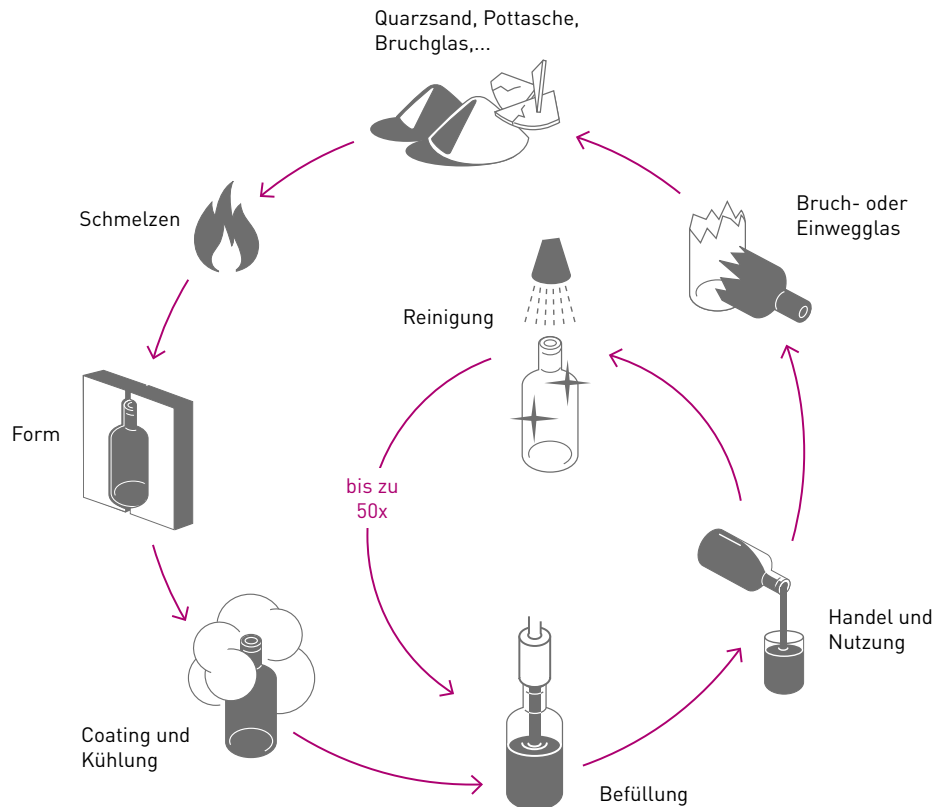 Quarzsand, Pottasche,
Bruchglas,...
Schmelzen
Bruch- oder
Einwegglas
Reinigung
Form
bis zu
50x
Handel und
Nutzung
Coating und
Kühlung
Befüllung